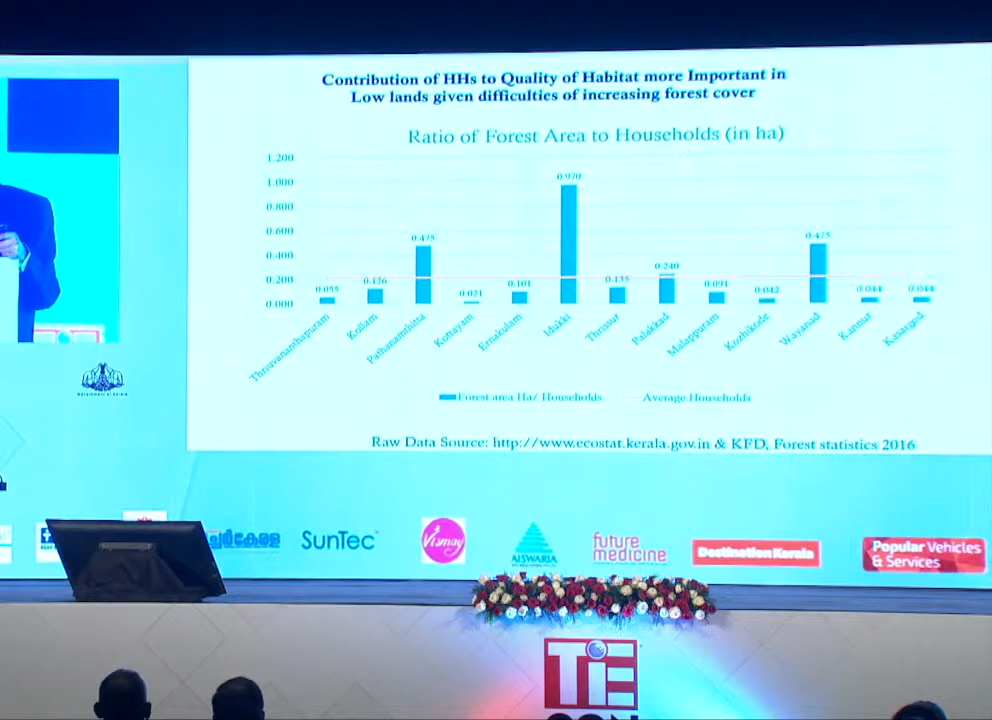 Contribution of HHs to Quality of Habitat more Important in
Low lands given difficulties of increasing forest cover
Ratio of Forest Area to Households (in ha)
1.200
1.000
0.800
0.600
0.400
0.200
0.000
0.055
0.126
0.475
0.021
0.101
0.970
0.135
0.240
0.091
0.042
0.475
0.044
0.044
Thiruvananthapuram
Kollam
Pathanamthitta
Kottayam
Ernakulam
Idukki
Thrissur
Palakkad
Malappuram
Kozhikode
Wayanad
Kannur
Kasargod
Forest area Ha/ Households
Average Households
Raw Data Source: http://www.ecostat.kerala.gov.in & KFD, Forest statistics 2016
Government of Kerala
SunTec
Vismay
AISWARIA
future
medicine
Destination Kerala
Popular Vehicles
& Services
TiE
CON